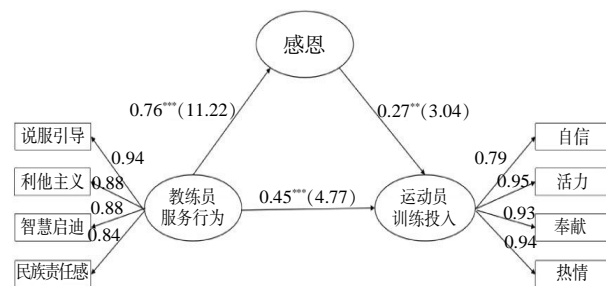 感恩
0.76***(11.22)
0.27**(3.04)
说服引导
自信
0.94
0.79
利他主义
0.88
教练员
服务行为
0.45***(4.77)
运动员
训练投入
0.95
活力
智慧启迪
0.88
0.93
奉献
0.84
0.94
民族责任感
热情